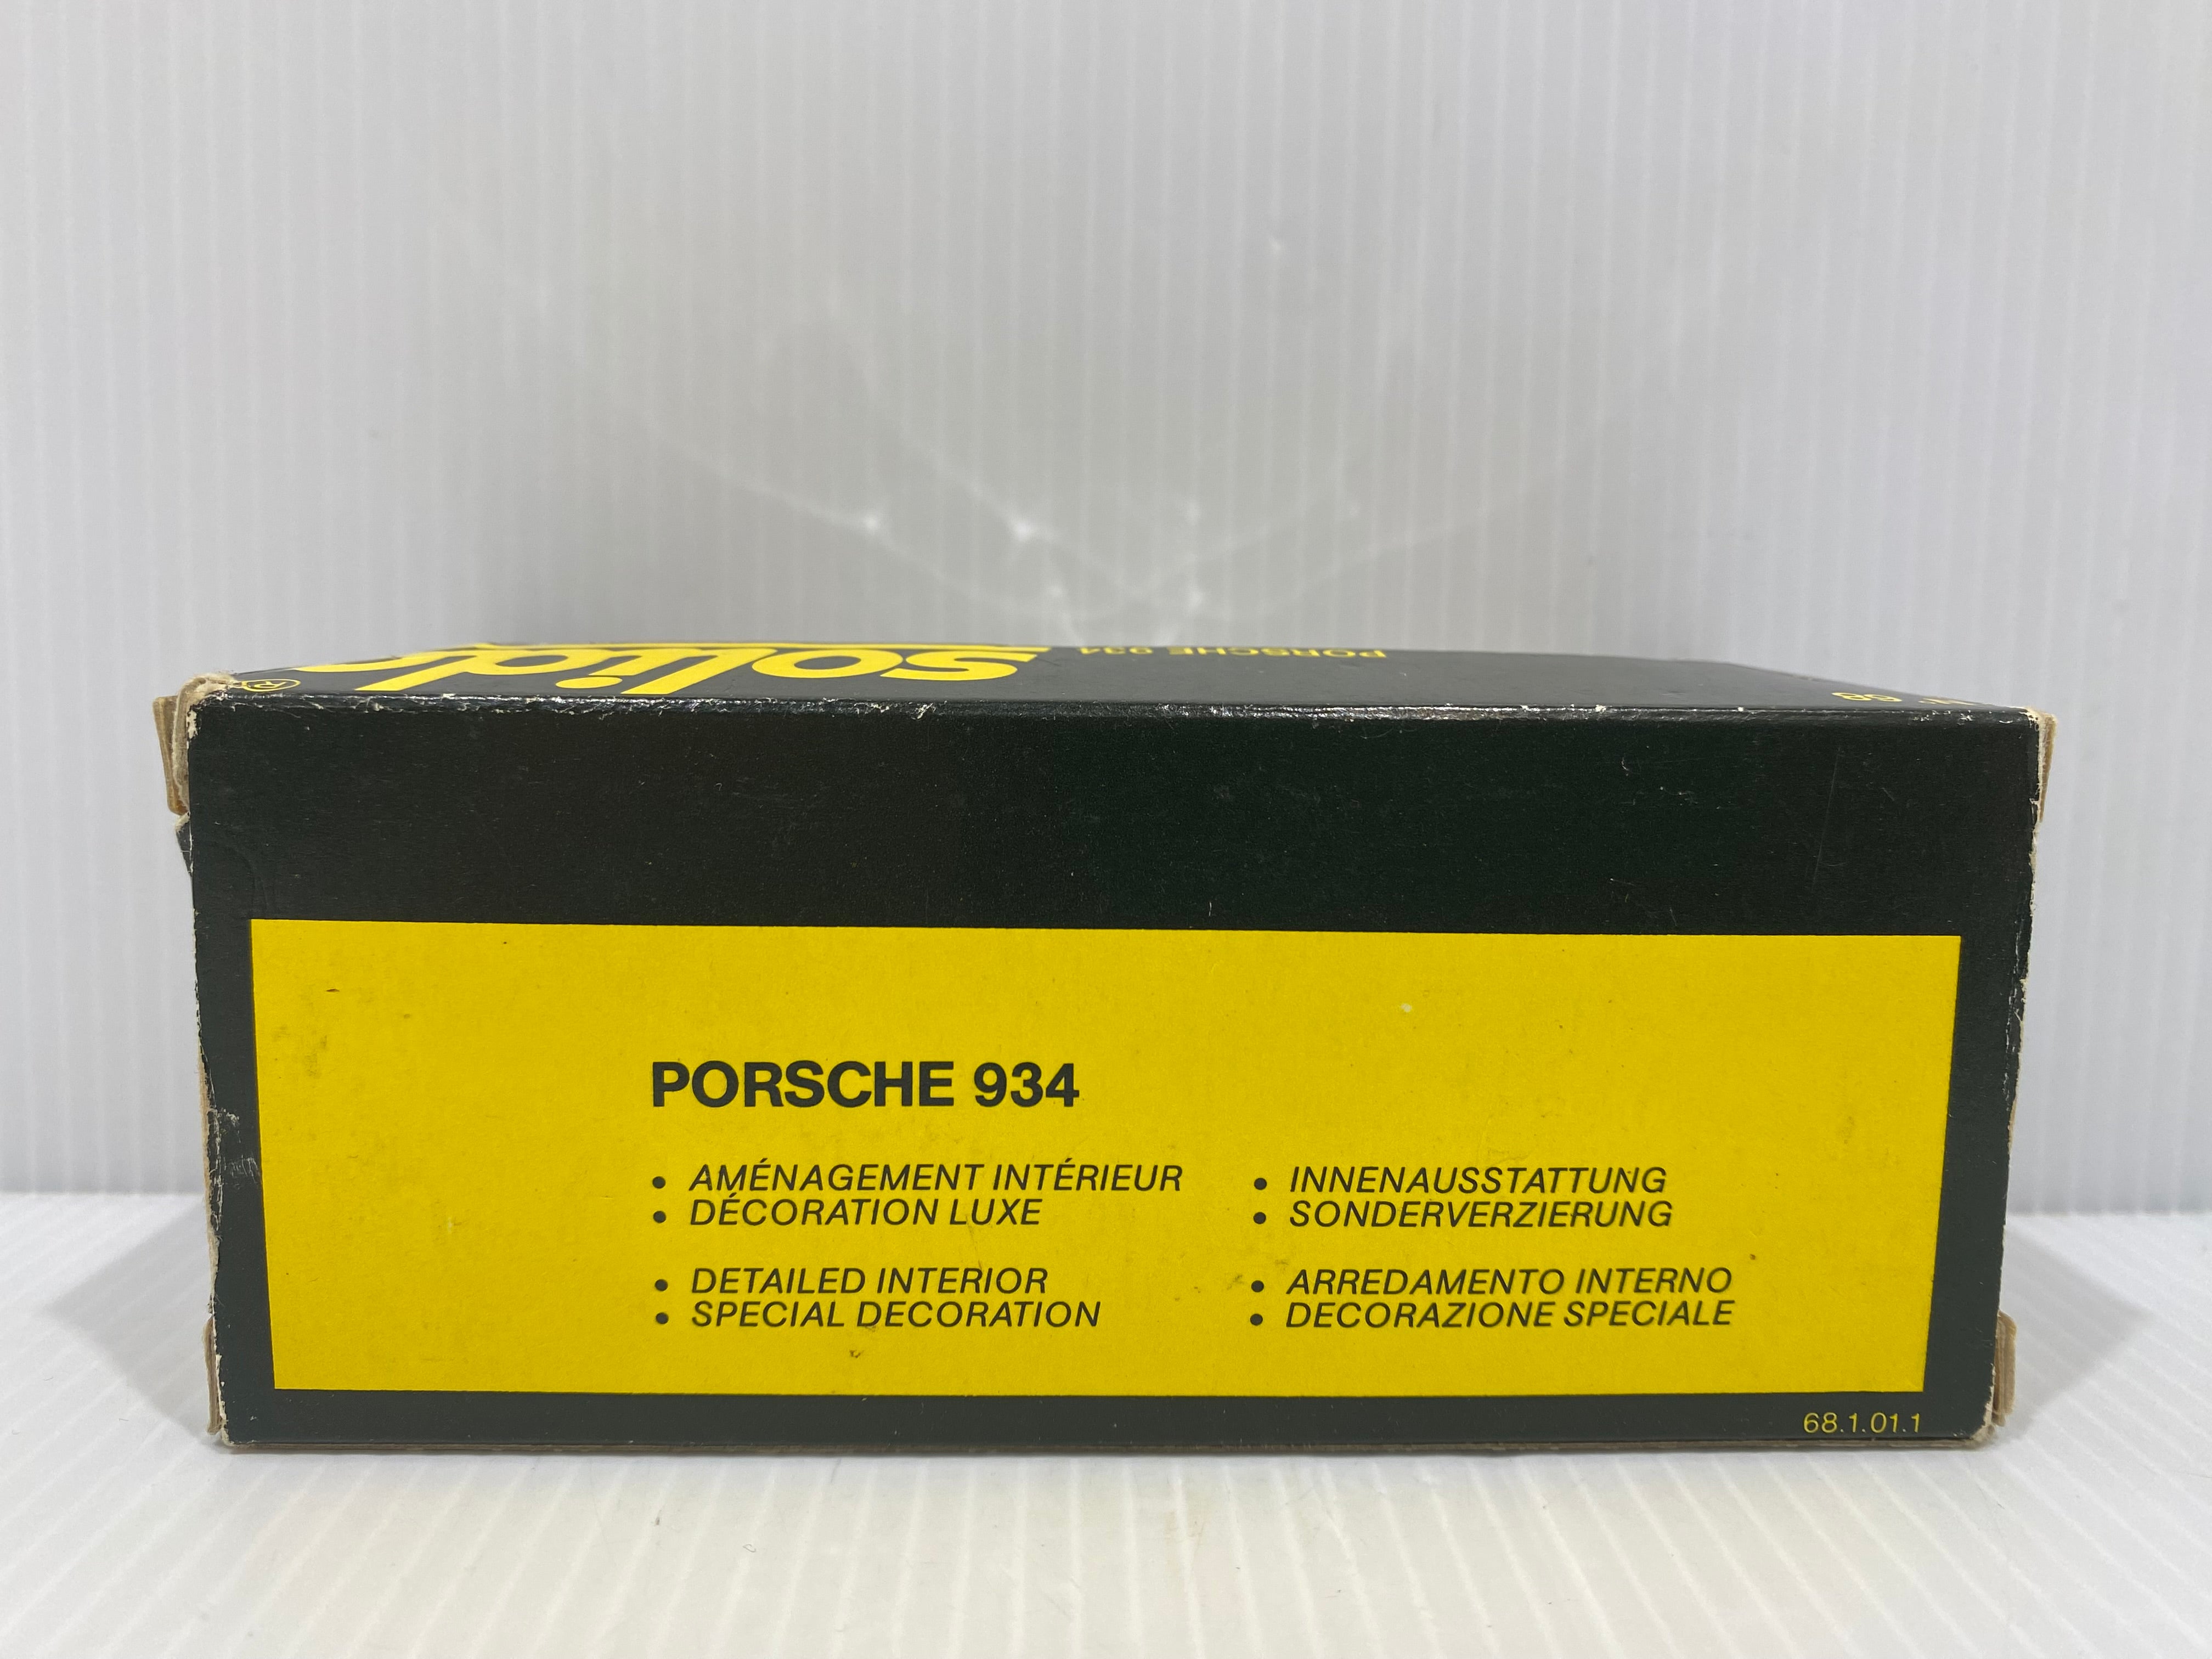 solido
®
PORSCHE 934
68
PORSCHE 934
• AMÉNAGEMENT INTÉRIEUR
• DÉCORATION LUXE
• DETAILED INTERIOR
• SPECIAL DECORATION
• INNENAUSSTATTUNG
• SONDERVERZIERUNG
• ARREDAMENTO INTERNO
• DECORAZIONE SPECIALE
68.1.01.1